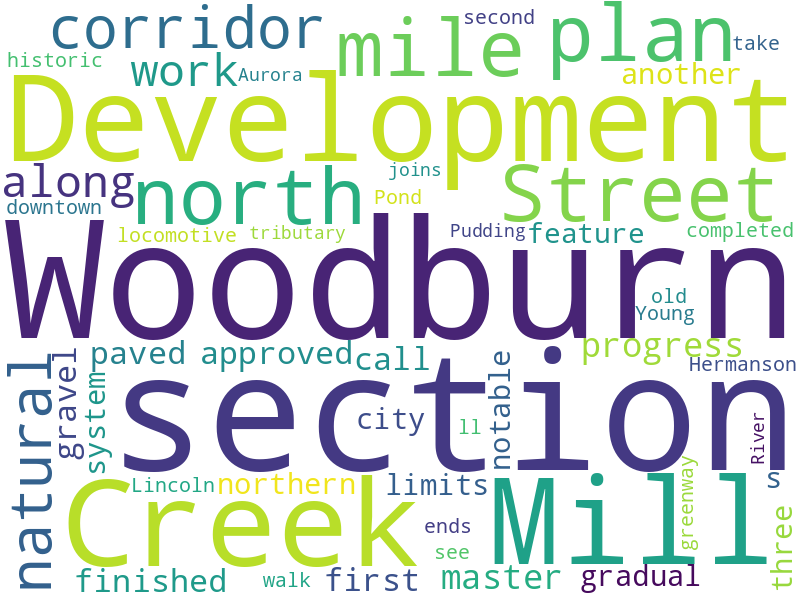 corridor
mile
second
plan
take
historic
work
Aurora
another
Development
along
north
joins
Pond
Street
downtown
locomotive
tributary
Pudding
feature
completed
Woodburn
old
Young
natural
gravel
system
paved
approved
call
progress
Hermanson
section
city
ll
notable
River
Creek
Lincoln
northern
limits
Mill
s
greenway
three
ends
see
finished
walk
first
master
gradual